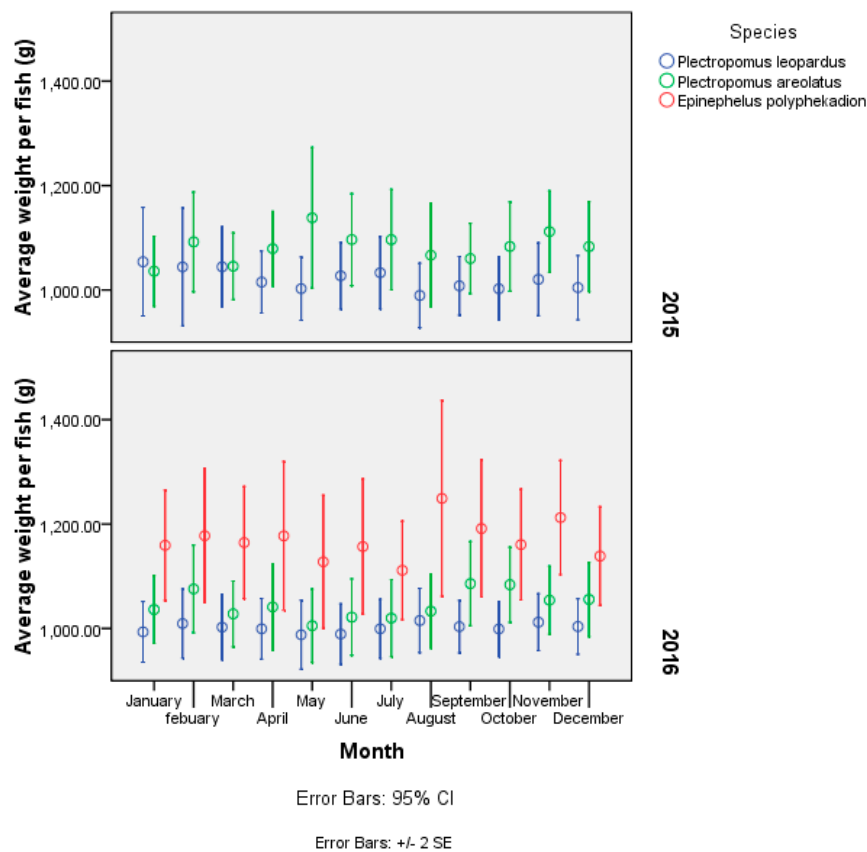 Species
Plectropomus leopardus
Plectropomus areolatus
Epinephelus polyphekadion
Average weight per fish (g)
1,400.00
1,200.00
1,000.00
2015
Average weight per fish (g)
1,400.00
1,200.00
1,000.00
2016
January March May July September November
febuary April June August October December
Month
Error Bars: 95% CI
Error Bars: +/- 2 SE